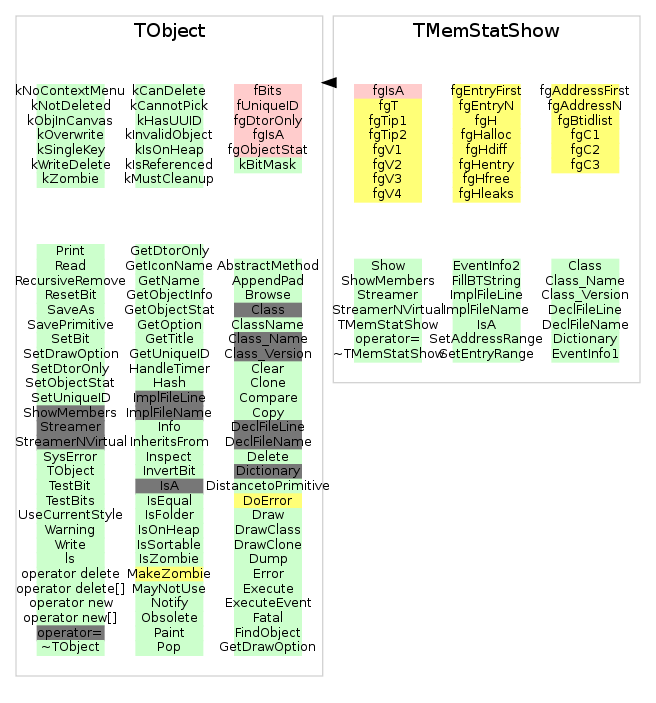 TObject
kNoContextMenu
kNotDeleted
kObjInCanvas
kOverwrite
kSingleKey
kWriteDelete
kZombie
kCanDelete
kCannotPick
kHasUUID
kInvalidObject
kIsOnHeap
kIsReferenced
kMustCleanup
fBits
fUniqueID
fgDtorOnly
fgIsA
fgObjectStat
kBitMask
Print
Read
RecursiveRemove
ResetBit
SaveAs
SavePrimitive
SetBit
SetDrawOption
SetDtorOnly
SetObjectStat
SetUniqueID
ShowMembers
Streamer
StreamerNVirtual
SysError
TObject
TestBit
TestBits
UseCurrentStyle
Warning
Write
ls
operator delete
operator delete[]
operator new
operator new[]
operator=
~TObject
GetDtorOnly
GetIconName
GetName
GetObjectInfo
GetObjectStat
GetOption
GetTitle
GetUniqueID
HandleTimer
Hash
ImplFileLine
ImplFileName
Info
InheritsFrom
Inspect
InvertBit
IsA
IsEqual
IsFolder
IsOnHeap
IsSortable
IsZombie
MakeZombie
MayNotUse
Notify
Obsolete
Paint
Pop
AbstractMethod
AppendPad
Browse
Class
ClassName
Class_Name
Class_Version
Clear
Clone
Compare
Copy
DeclFileLine
DeclFileName
Delete
Dictionary
DistancetoPrimitive
DoError
Draw
DrawClass
DrawClone
Dump
Error
Execute
ExecuteEvent
Fatal
FindObject
GetDrawOption
TMemStatShow
fgIsA
fgT
fgTip1
fgTip2
fgV1
fgV2
fgV3
fgV4
fgEntryFirst
fgEntryN
fgH
fgHalloc
fgHdiff
fgHentry
fgHfree
fgHleaks
fgAddressFirst
fgAddressN
fgBtidlist
fgC1
fgC2
fgC3
Show
ShowMembers
Streamer
StreamerNVirtual
TMemStatShow
operator=
~TMemStatShow
EventInfo2
FillBTString
ImplFileLine
ImplFileName
IsA
SetAddressRange
SetEntryRange
Class
Class_Name
Class_Version
DeclFileLine
DeclFileName
Dictionary
EventInfo1